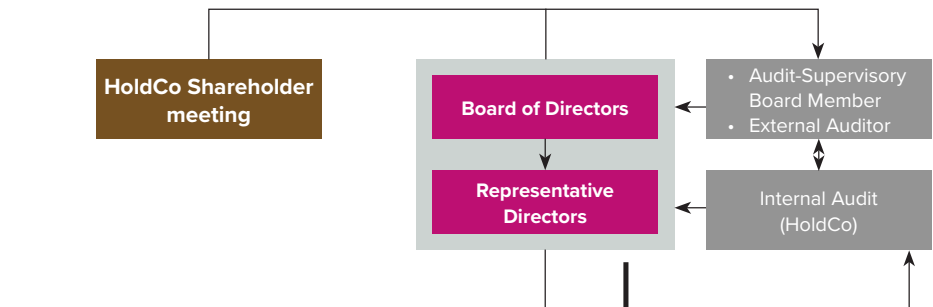 HoldCo Shareholder
meeting
Board of Directors
Representative
Directors
• Audit-Supervisory
Board Member
• External Auditor
Internal Audit
(HoldCo)